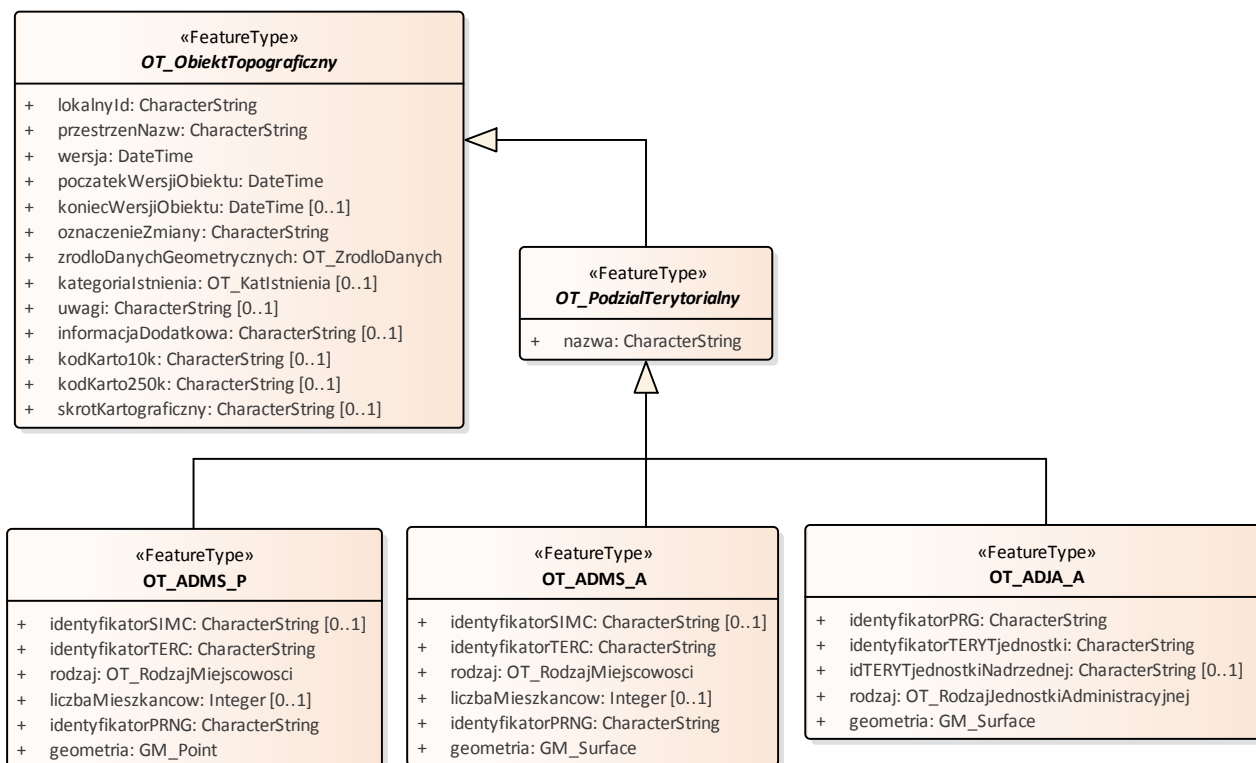 «FeatureType»
OT_ObiektTopograficzny
+ lokalnyId: CharacterString
+ przestrzenNazw: CharacterString
+ wersja: DateTime
+ poczatekWersjiObiektu: DateTime
+ koniecWersjiObiektu: DateTime [0..1]
+ oznaczenieZmiany: CharacterString
+ zrodloDanychGeometrycznych: OT_ZrodloDanych
+ kategoriaIstnienia: OT_KatIstnienia [0..1]
+ uwagi: CharacterString [0..1]
+ informacjaDodatkowa: CharacterString [0..1]
+ kodKarto10k: CharacterString [0..1]
+ kodKarto250k: CharacterString [0..1]
+ skrotKartograficzny: CharacterString [0..1]
«FeatureType»
OT_PodzialTerytorialny
+ nazwa: CharacterString
«FeatureType»
OT_ADMS_P
+ identyfikatorSIMC: CharacterString [0..1]
+ identyfikatorTERC: CharacterString
+ rodzaj: OT_RodzajMiejscowosci
+ liczbaMieszkancow: Integer [0..1]
+ identyfikatorPRNG: CharacterString
+ geometria: GM_Point
«FeatureType»
OT_ADMS_A
+ identyfikatorSIMC: CharacterString [0..1]
+ identyfikatorTERC: CharacterString
+ rodzaj: OT_RodzajMiejscowosci
+ liczbaMieszkancow: Integer [0..1]
+ identyfikatorPRNG: CharacterString
+ geometria: GM_Surface
«FeatureType»
OT_ADJA_A
+ identyfikatorPRG: CharacterString
+ identyfikatorTERYTjednostki: CharacterString
+ idTERYTjednostkiNadrzednej: CharacterString [0..1]
+ rodzaj: OT_RodzajJednostkiAdministracyjnej
+ geometria: GM_Surface